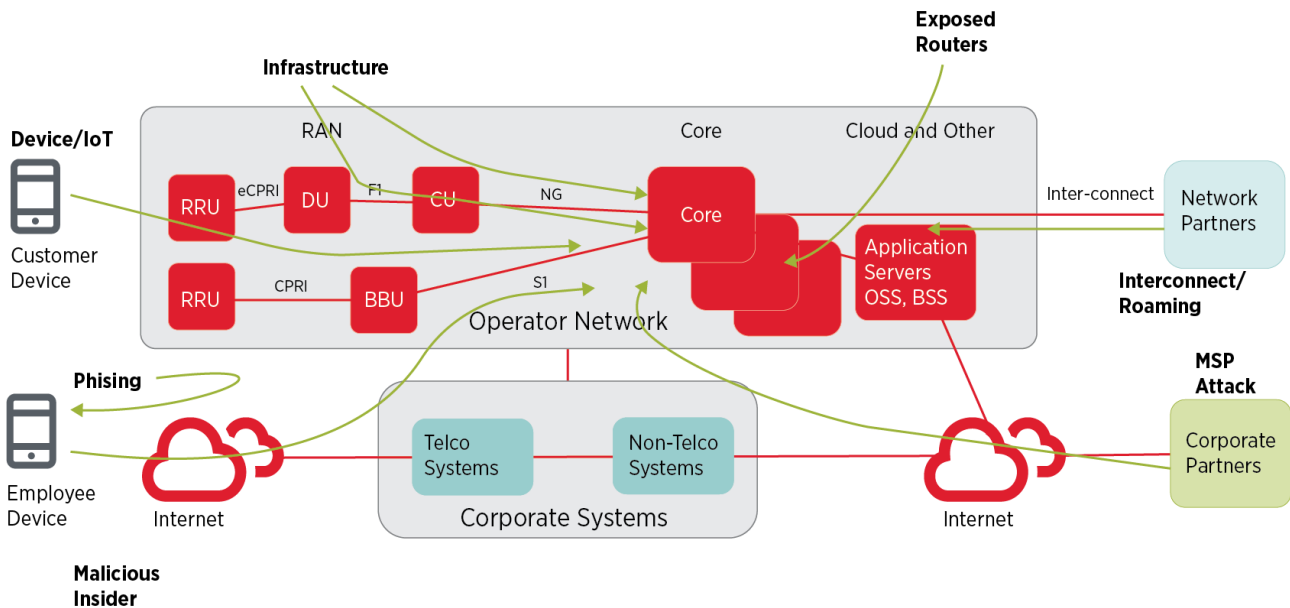 Exposed
Routers
Infrastructure
Device/IoT
RAN
Core
Cloud and Other
Customer
Device
RRU
eCPRI
DU
F1
CU
NG
Core
Inter-connect
Network
Partners
Application
Servers
OSS, BSS
RRU
CPRI
BBU
S1
Operator Network
Interconnect/
Roaming
Phising
MSP
Attack
Employee
Device
Internet
Telco
Systems
Non-Telco
Systems
Corporate Systems
Internet
Corporate
Partners
Malicious
Insider